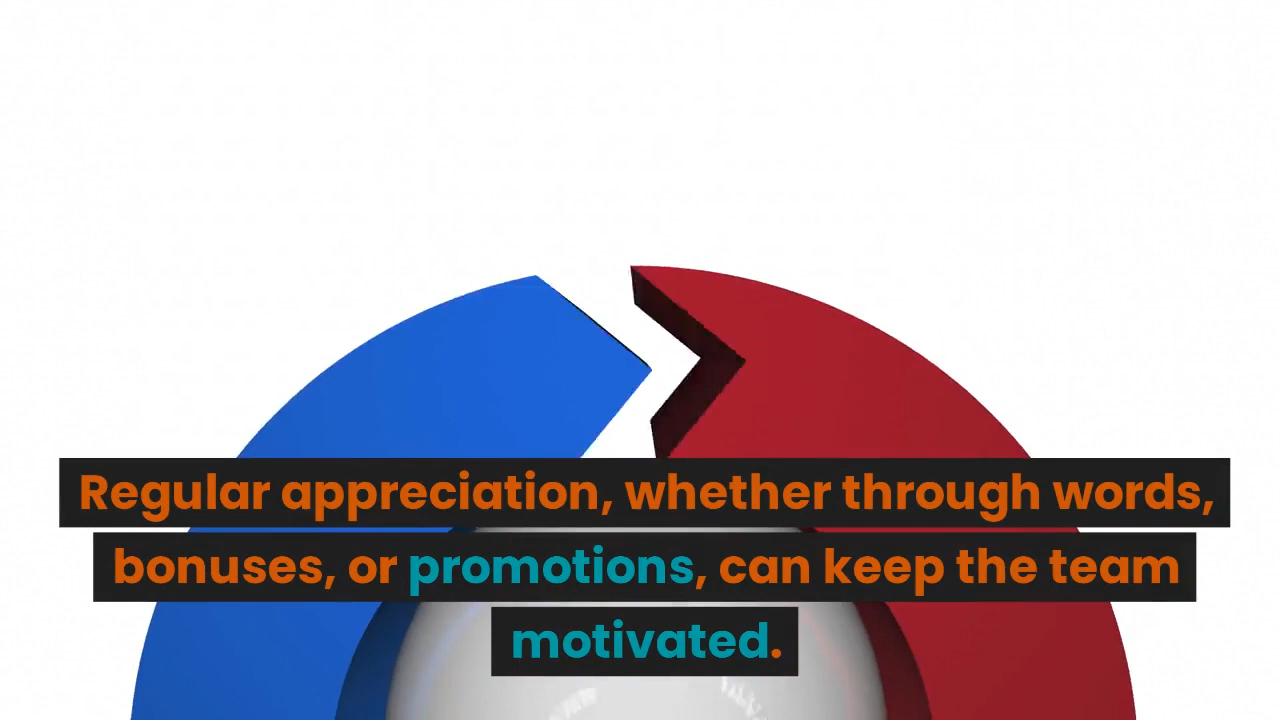 Regular appreciation, whether through words,
bonuses, or promotions, can keep the team
motivated.